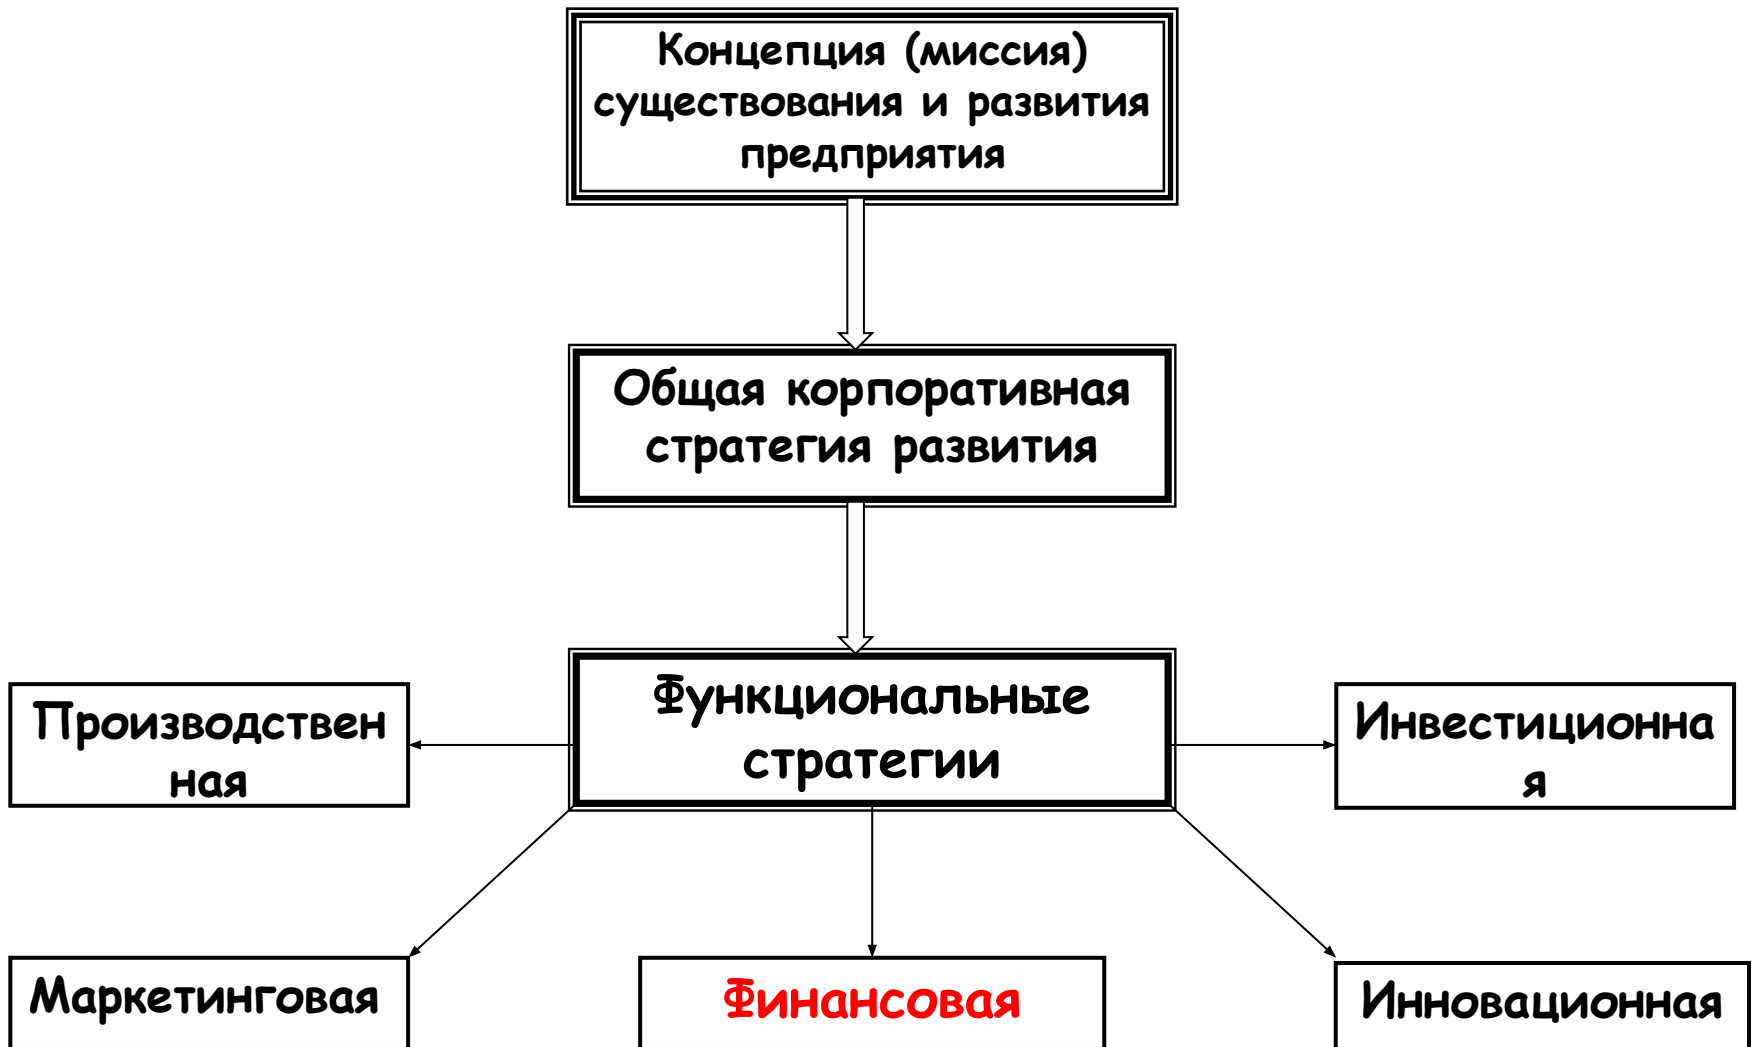 Концепция (миссия)
существования и развития
предприятия
Общая корпоративная
стратегия развития
Функциональные
стратегии
Производствен
ная
Инвестиционна
я
Маркетинговая
Финансовая
Инновационная